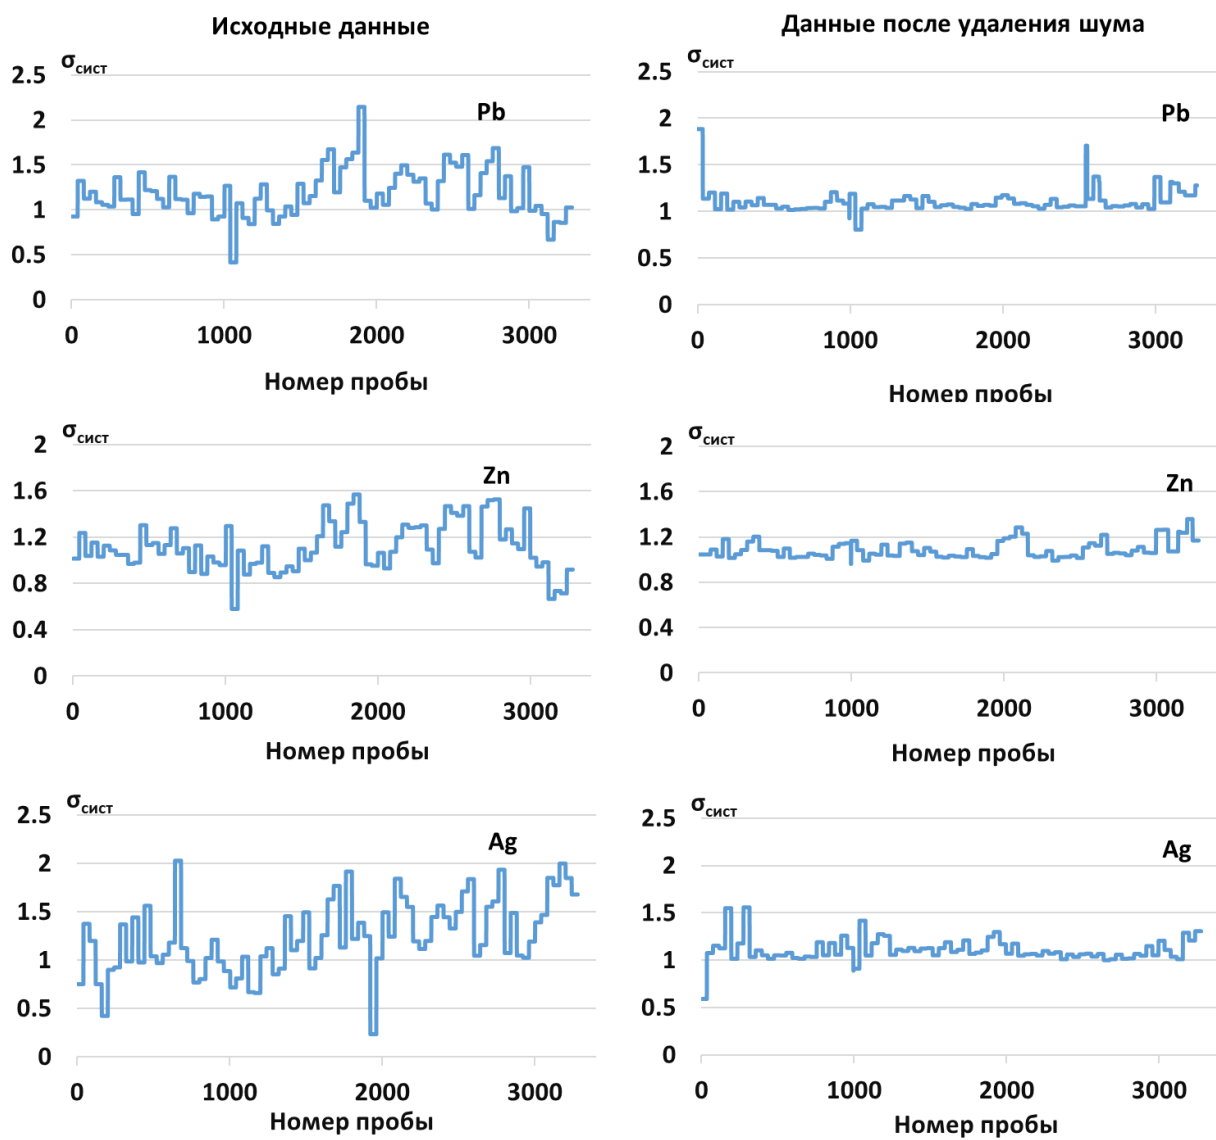 Исходные данные
Данные после удаления шума
σсист
2.5
2
1.5
1
0.5
0
Pb
0 1000 2000 3000
Номер пробы
σсист
2.5
2
1.5
1
0.5
0
Pb
0 1000 2000 3000
Номер пробы
σсист
2
1.6
1.2
0.8
0.4
0
Zn
0 1000 2000 3000
Номер пробы
σсист
2
1.6
1.2
0.8
0.4
0
Zn
0 1000 2000 3000
Номер пробы
σсист
2.5
2
1.5
1
0.5
0
Ag
0 1000 2000 3000
Номер пробы
σсист
2.5
2
1.5
1
0.5
0
Ag
0 1000 2000 3000
Номер пробы